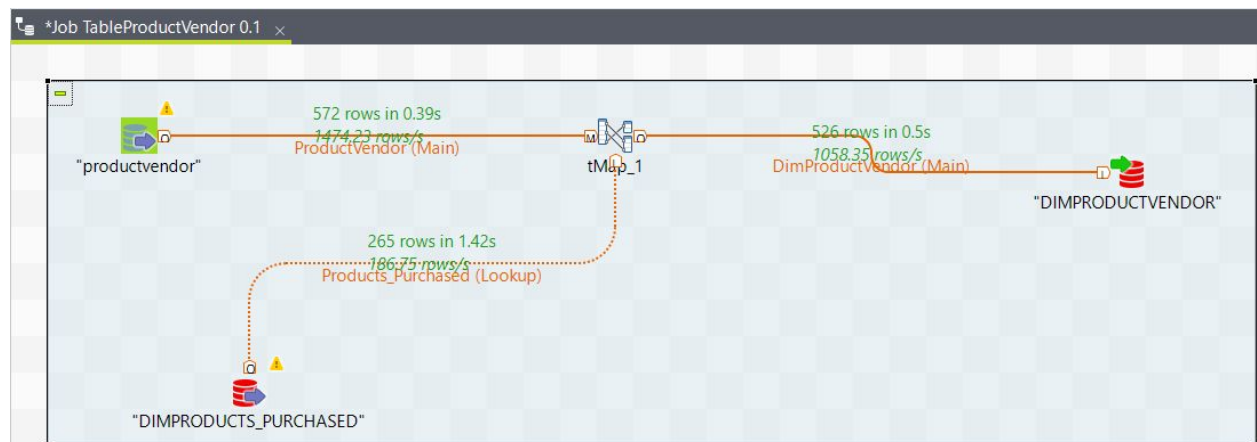 *Job TableProductVendor 0.1
572 rows in 0.39s
1474.23 rows/s
ProductVendor (Main)
"productvendor"
M
O
tMap_1
526 rows in 0.5s
1058.35 rows/s
DimProductVendor (Main)
"DIMPRODUCTVENDOR"
265 rows in 1.42s
186.75 rows/s
Products_Purchased (Lookup)
"DIMPRODUCTS_PURCHASED"